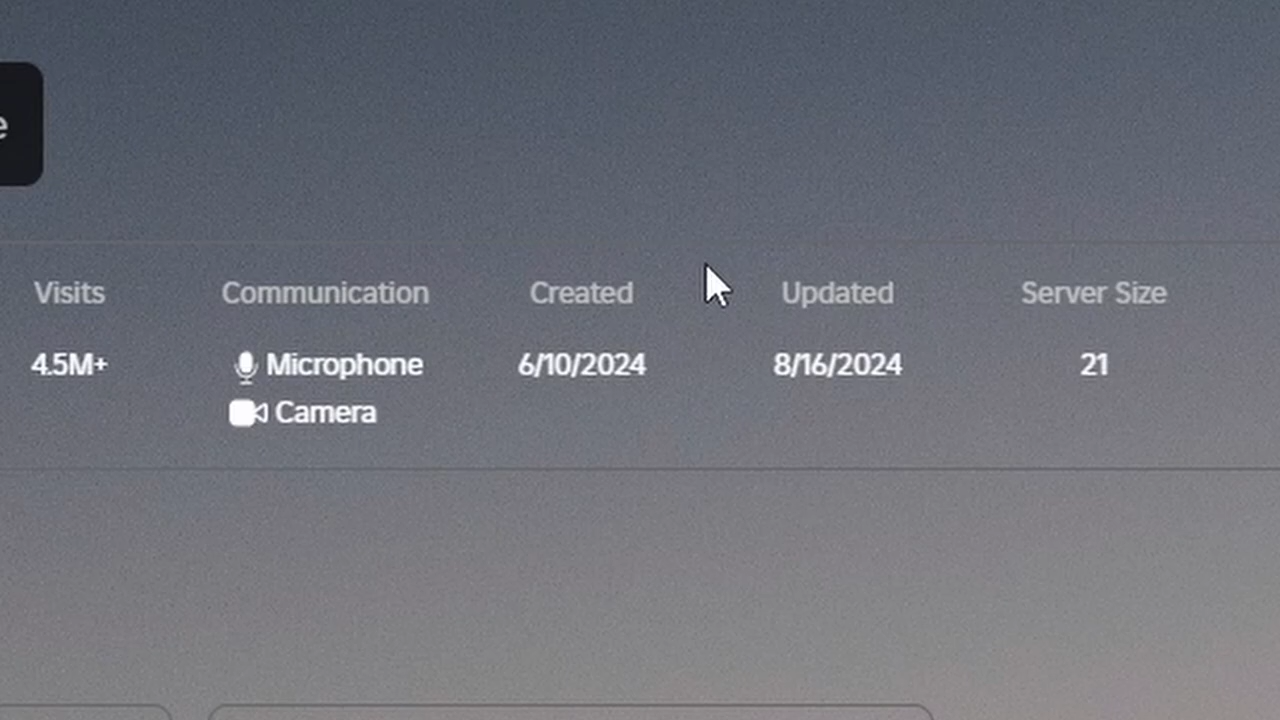 e
Visits Communication Created Updated Server Size
4.5M+ Microphone 6/10/2024 8/16/2024 21
Camera